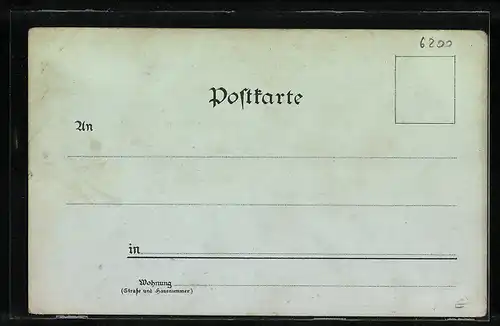 6200
Postkarte
An
in
Wohnung
(Straße und Hausnummer)
E